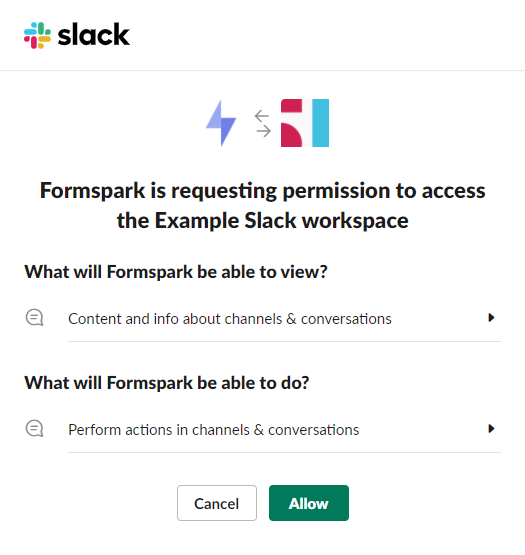 slack
Formspark is requesting permission to access
the Example Slack workspace
What will Formspark be able to view?
Content and info about channels & conversations
What will Formspark be able to do?
Perform actions in channels & conversations
Cancel Allow